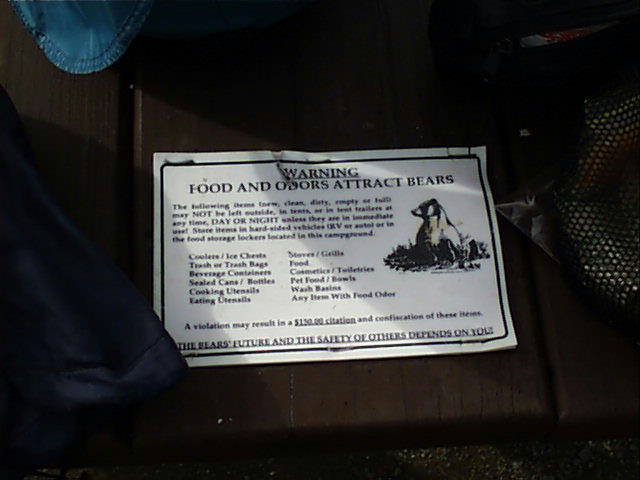 WARNING
FOOD AND ODORS ATTRACT BEARS
The following items (new, clean, dirty, empty or full)
may NOT be left outside, in tents, or in tent trailers at
any time, DAY OR NIGHT unless they are in immediate
use! Store items in hard-sided vehicles (RV or auto) or in
the food storage lockers located in this campground.
Coolers / Ice Chests
Trash or Trash Bags
Beverage Containers
Sealed Cans / Bottles
Cooking Utensils
Eating Utensils
Stoves / Grills
Food
Cosmetics / Toiletries
Pet Food / Bowls
Wash Basins
Any Item With Food Odor
A violation may result in a $150.00 citation and confiscation of these items.
THE BEARS' FUTURE AND THE SAFETY OF OTHERS DEPENDS ON YOU!